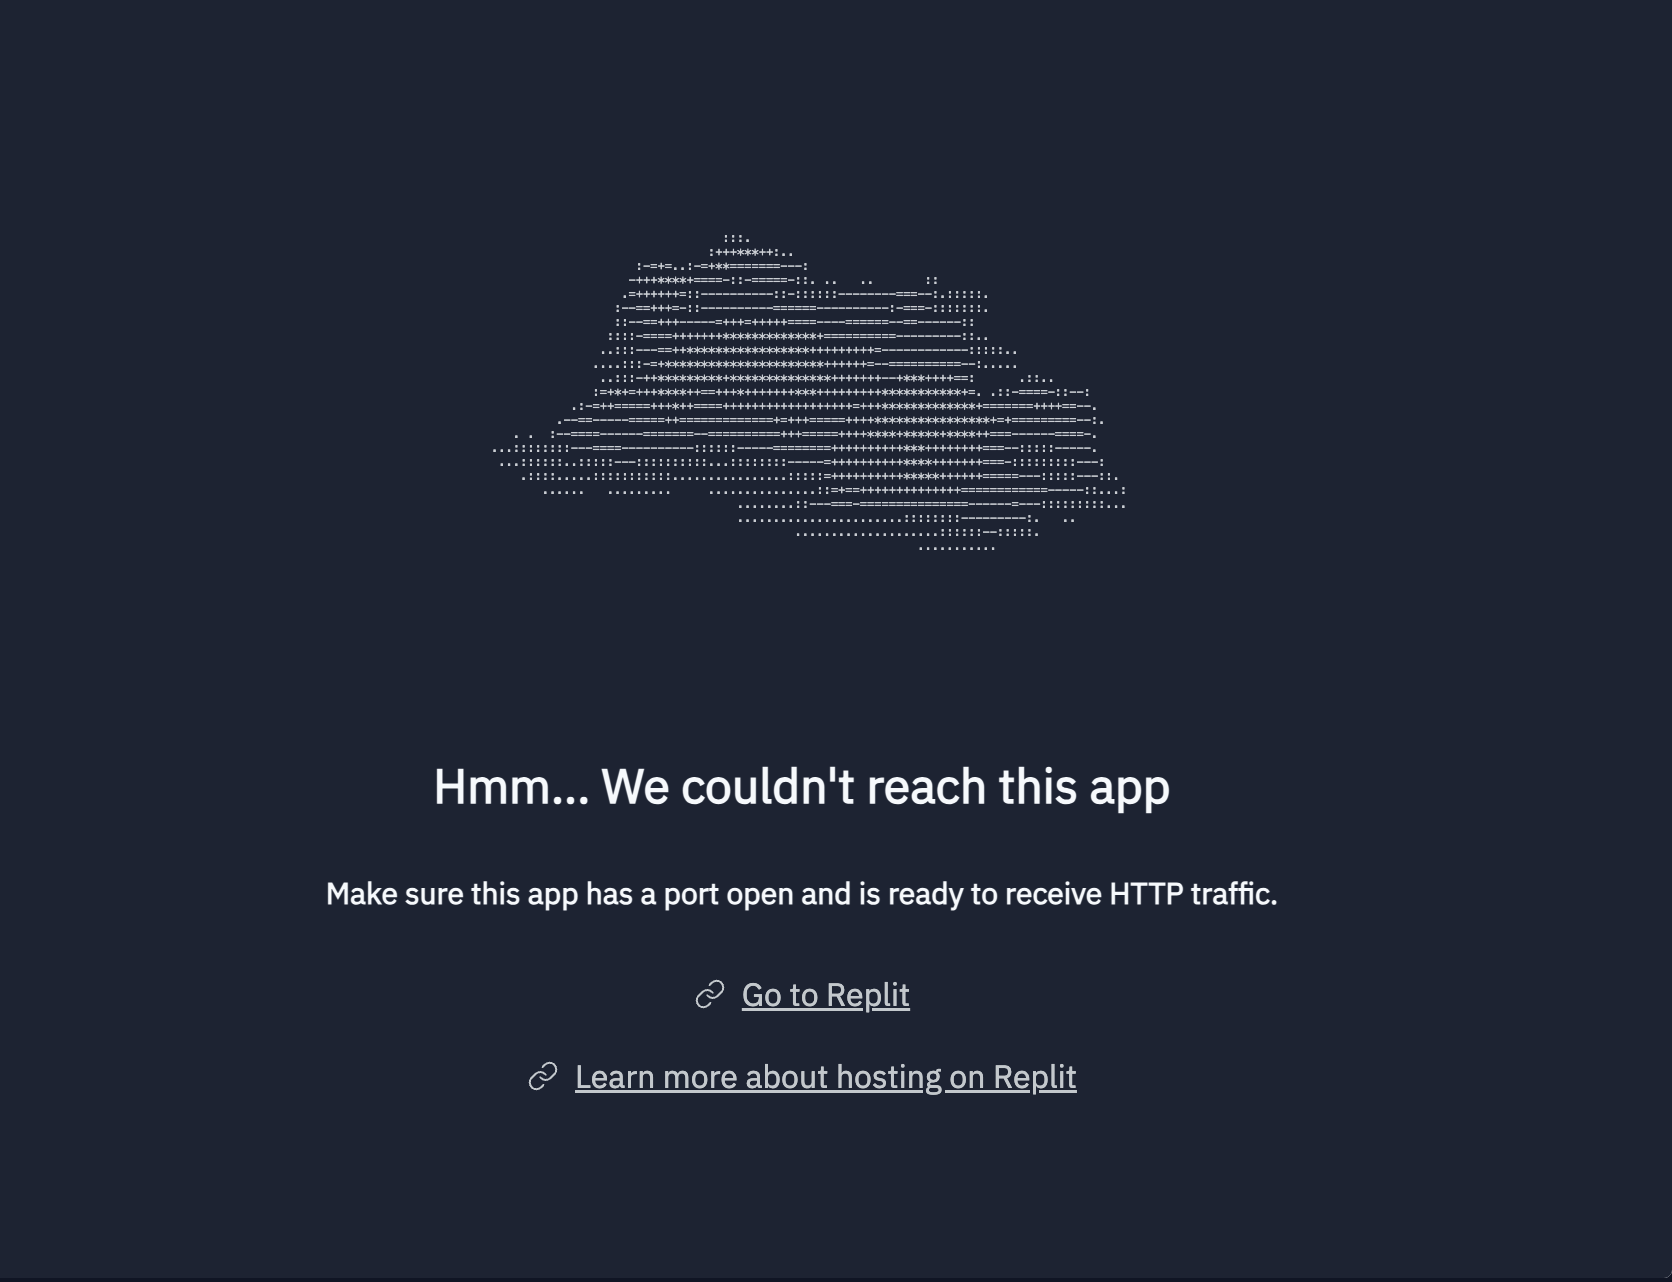 Hmm... We couldn't reach this app
Make sure this app has a port open and is ready to receive HTTP traffic.
Go to Replit
Learn more about hosting on Replit